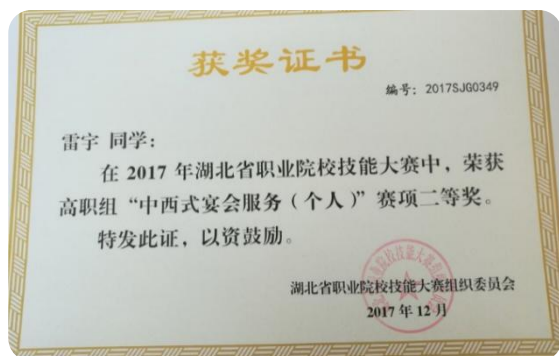 获奖证书
编号：2017SJG0349
雷宇 同学：
在 2017 年湖北省职业院校技能大赛中，荣获
高职组“中西式宴会服务（个人）”赛项二等奖。
特发此证，以资鼓励。
湖北省职业院校技能大赛组织委员会
2017 年 12 月